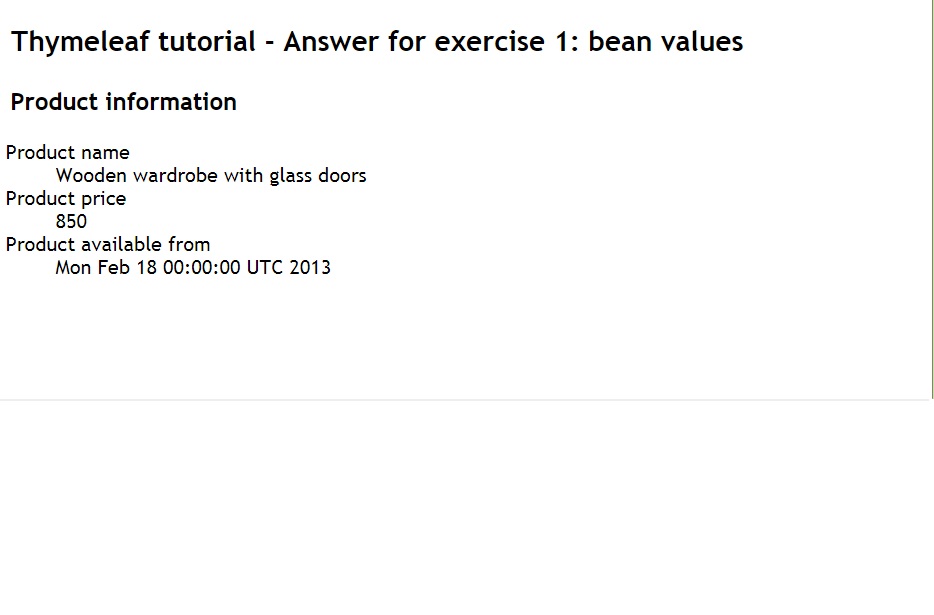 Thymeleaf tutorial - Answer for exercise 1: bean values
Product information
Product name
Wooden wardrobe with glass doors
Product price
850
Product available from
Mon Feb 18 00:00:00 UTC 2013